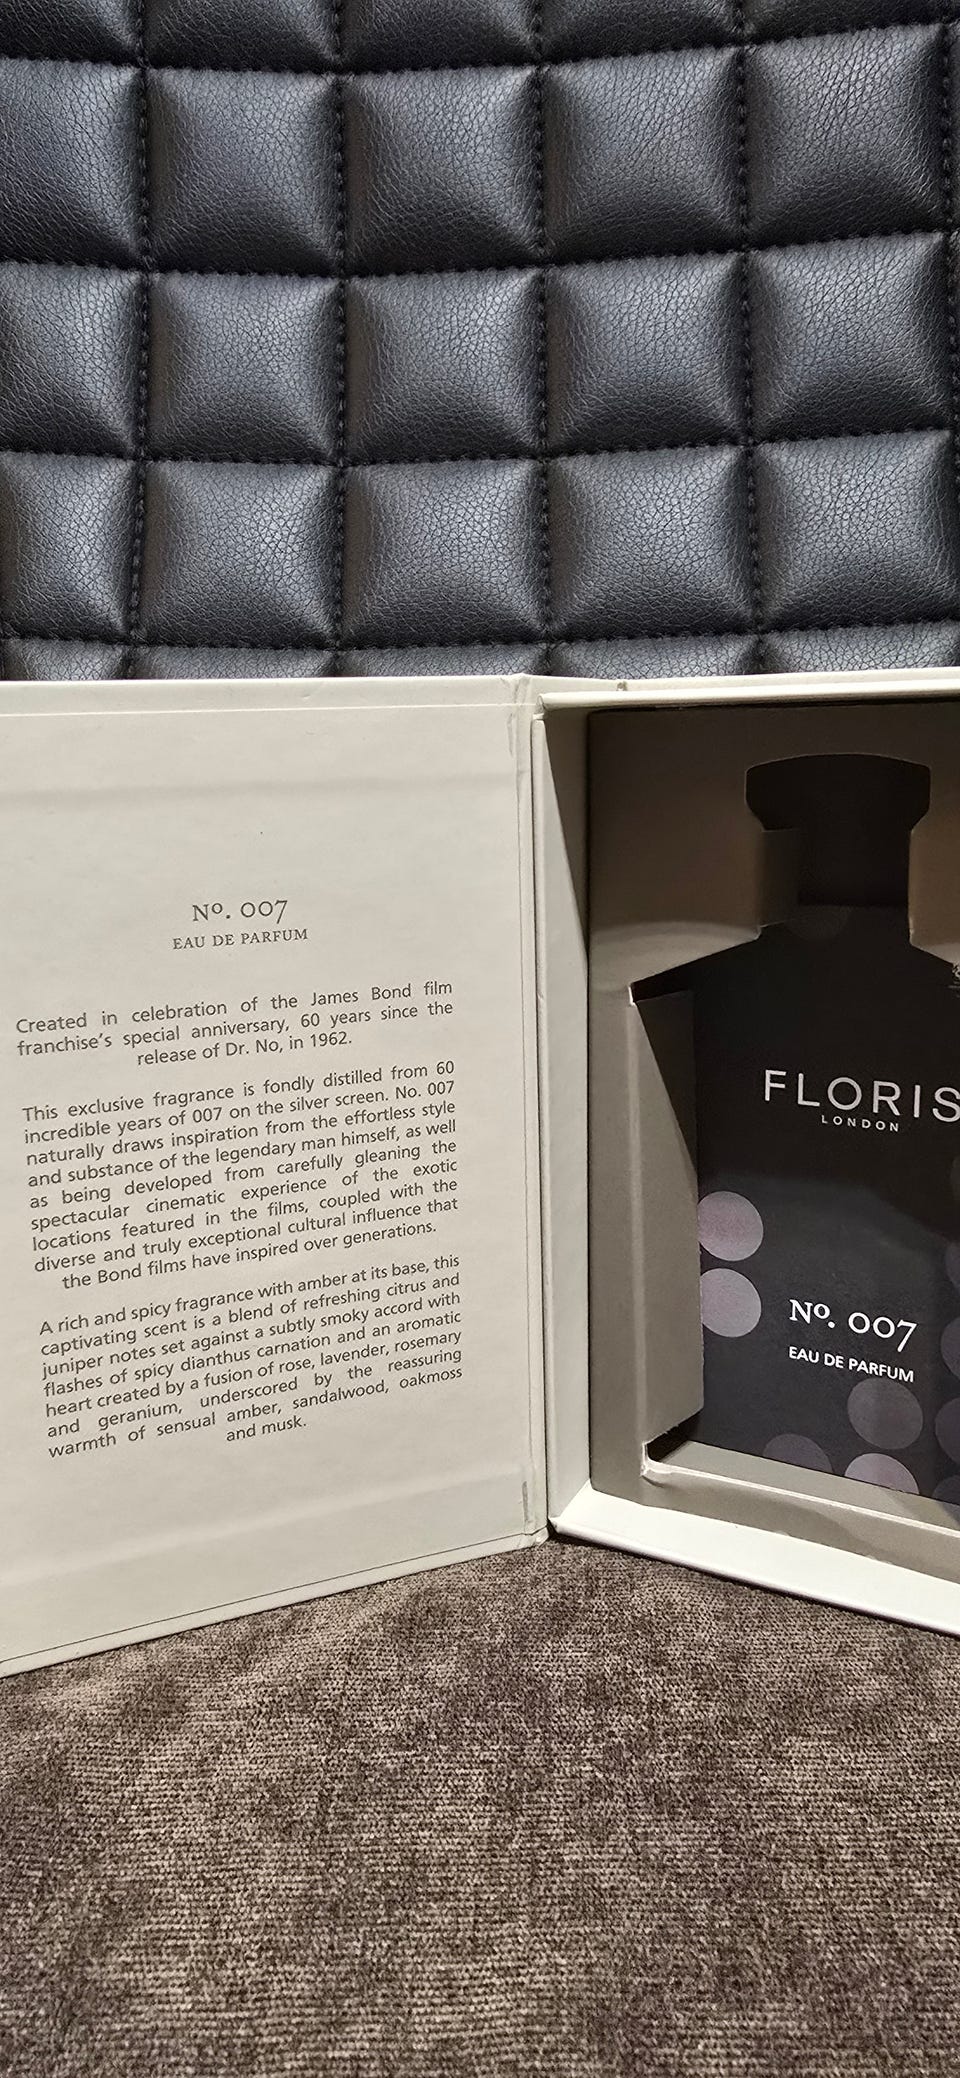 Nº. 007
EAU DE PARFUM
Created in celebration of the James Bond film
franchise's special anniversary, 60 years since the
release of Dr. No, in 1962.
This exclusive fragrance is fondly distilled from 60
incredible years of 007 on the silver screen. No. 007
naturally draws inspiration from the effortless style
and substance of the legendary man himself, as well
as being developed from carefully gleaning the
spectacular cinematic experience of the exotic
locations featured in the films, coupled with the
diverse and truly exceptional cultural influence that
the Bond films have inspired over generations.
A rich and spicy fragrance with amber at its base, this
captivating scent is a blend of refreshing citrus and
juniper notes set against a subtly smoky accord with
flashes of spicy dianthus carnation and an aromatic
heart created by a fusion of rose, lavender, rosemary
and geranium, underscored by the reassuring
warmth of sensual amber, sandalwood, oakmoss
and musk.
FLORIS
LONDON
Nº. 007
EAU DE PARFUM